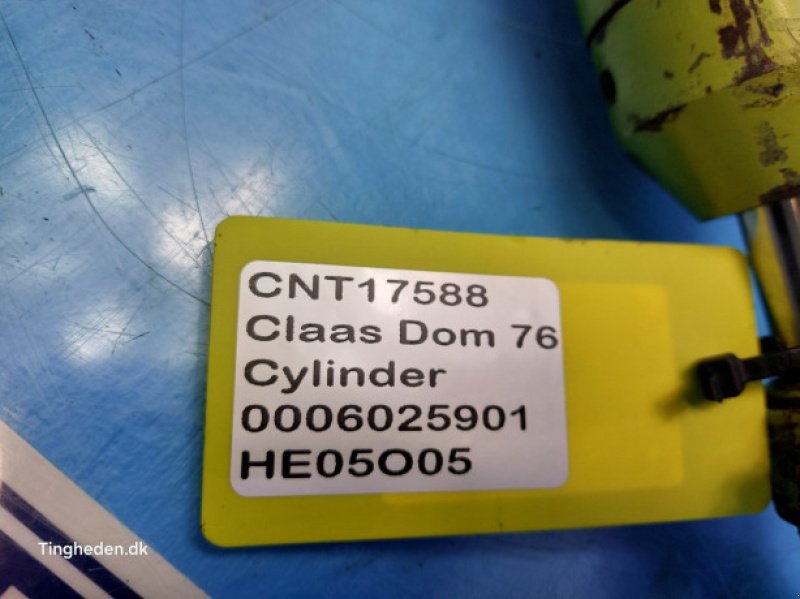 CNT17588
Claas Dom 76
Cylinder
0006025901
HE05O05
Tingheden.dk